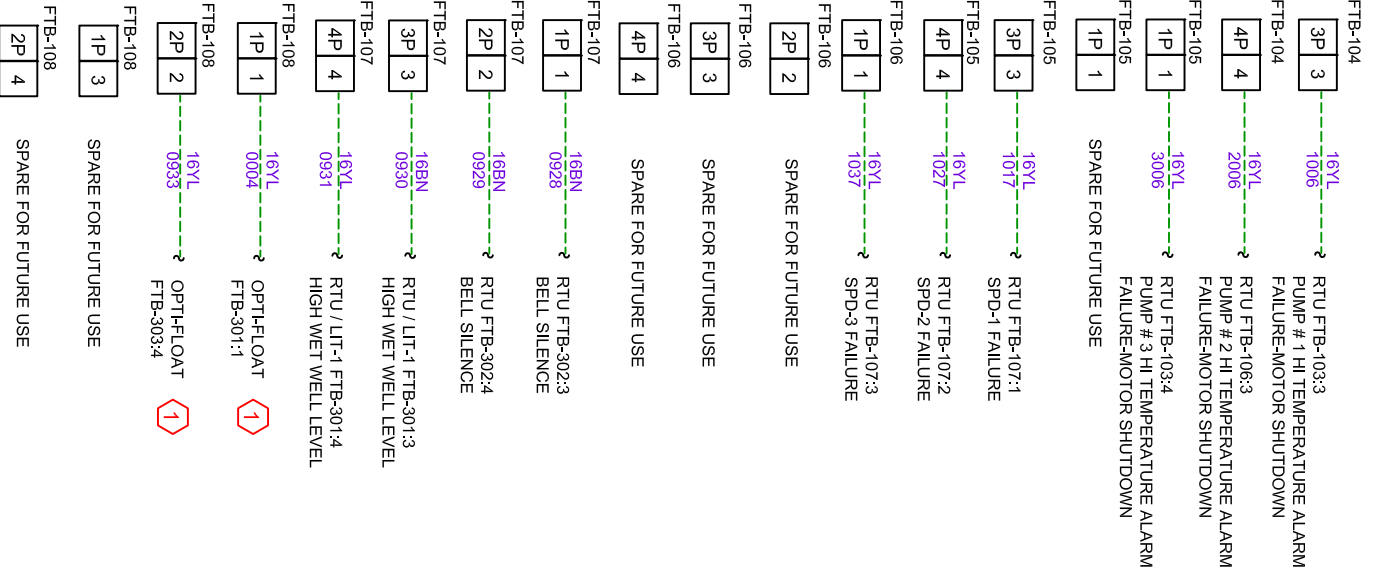 FTB-104
3P 3
16YL
1006
RTU FTB-103:3
PUMP # 1 HI TEMPERATURE ALARM
FAILURE-MOTOR SHUTDOWN
FTB-104
4P 4
16YL
2006
RTU FTB-106:3
PUMP # 2 HI TEMPERATURE ALARM
FAILURE-MOTOR SHUTDOWN
FTB-105
1P 1
16YL
3006
RTU FTB-103:4
PUMP # 3 HI TEMPERATURE ALARM
FAILURE-MOTOR SHUTDOWN
FTB-105
1P 1
SPARE FOR FUTURE USE
FTB-105
3P 3
16YL
1017
RTU FTB-107:1
SPD-1 FAILURE
FTB-105
4P 4
16YL
1027
RTU FTB-107:2
SPD-2 FAILURE
FTB-106
1P 1
16YL
1037
RTU FTB-107:3
SPD-3 FAILURE
FTB-106
2P 2
SPARE FOR FUTURE USE
FTB-106
3P 3
SPARE FOR FUTURE USE
FTB-106
4P 4
SPARE FOR FUTURE USE
FTB-107
1P 1
16BN
0928
RTU FTB-302:3
BELL SILENCE
FTB-107
2P 2
16BN
0929
RTU FTB-302:4
BELL SILENCE
FTB-107
3P 3
16BN
0930
RTU / LIT-1 FTB-301:3
HIGH WET WELL LEVEL
FTB-107
4P 4
16YL
0931
RTU / LIT-1 FTB-301:4
HIGH WET WELL LEVEL
FTB-108
1P 1
16YL
0004
OPTI-FLOAT
FTB-301:1
1
FTB-108
2P 2
16YL
0933
OPTI-FLOAT
FTB-303:4
1
FTB-108
1P 3
SPARE FOR FUTURE USE
FTB-108
2P 4
SPARE FOR FUTURE USE